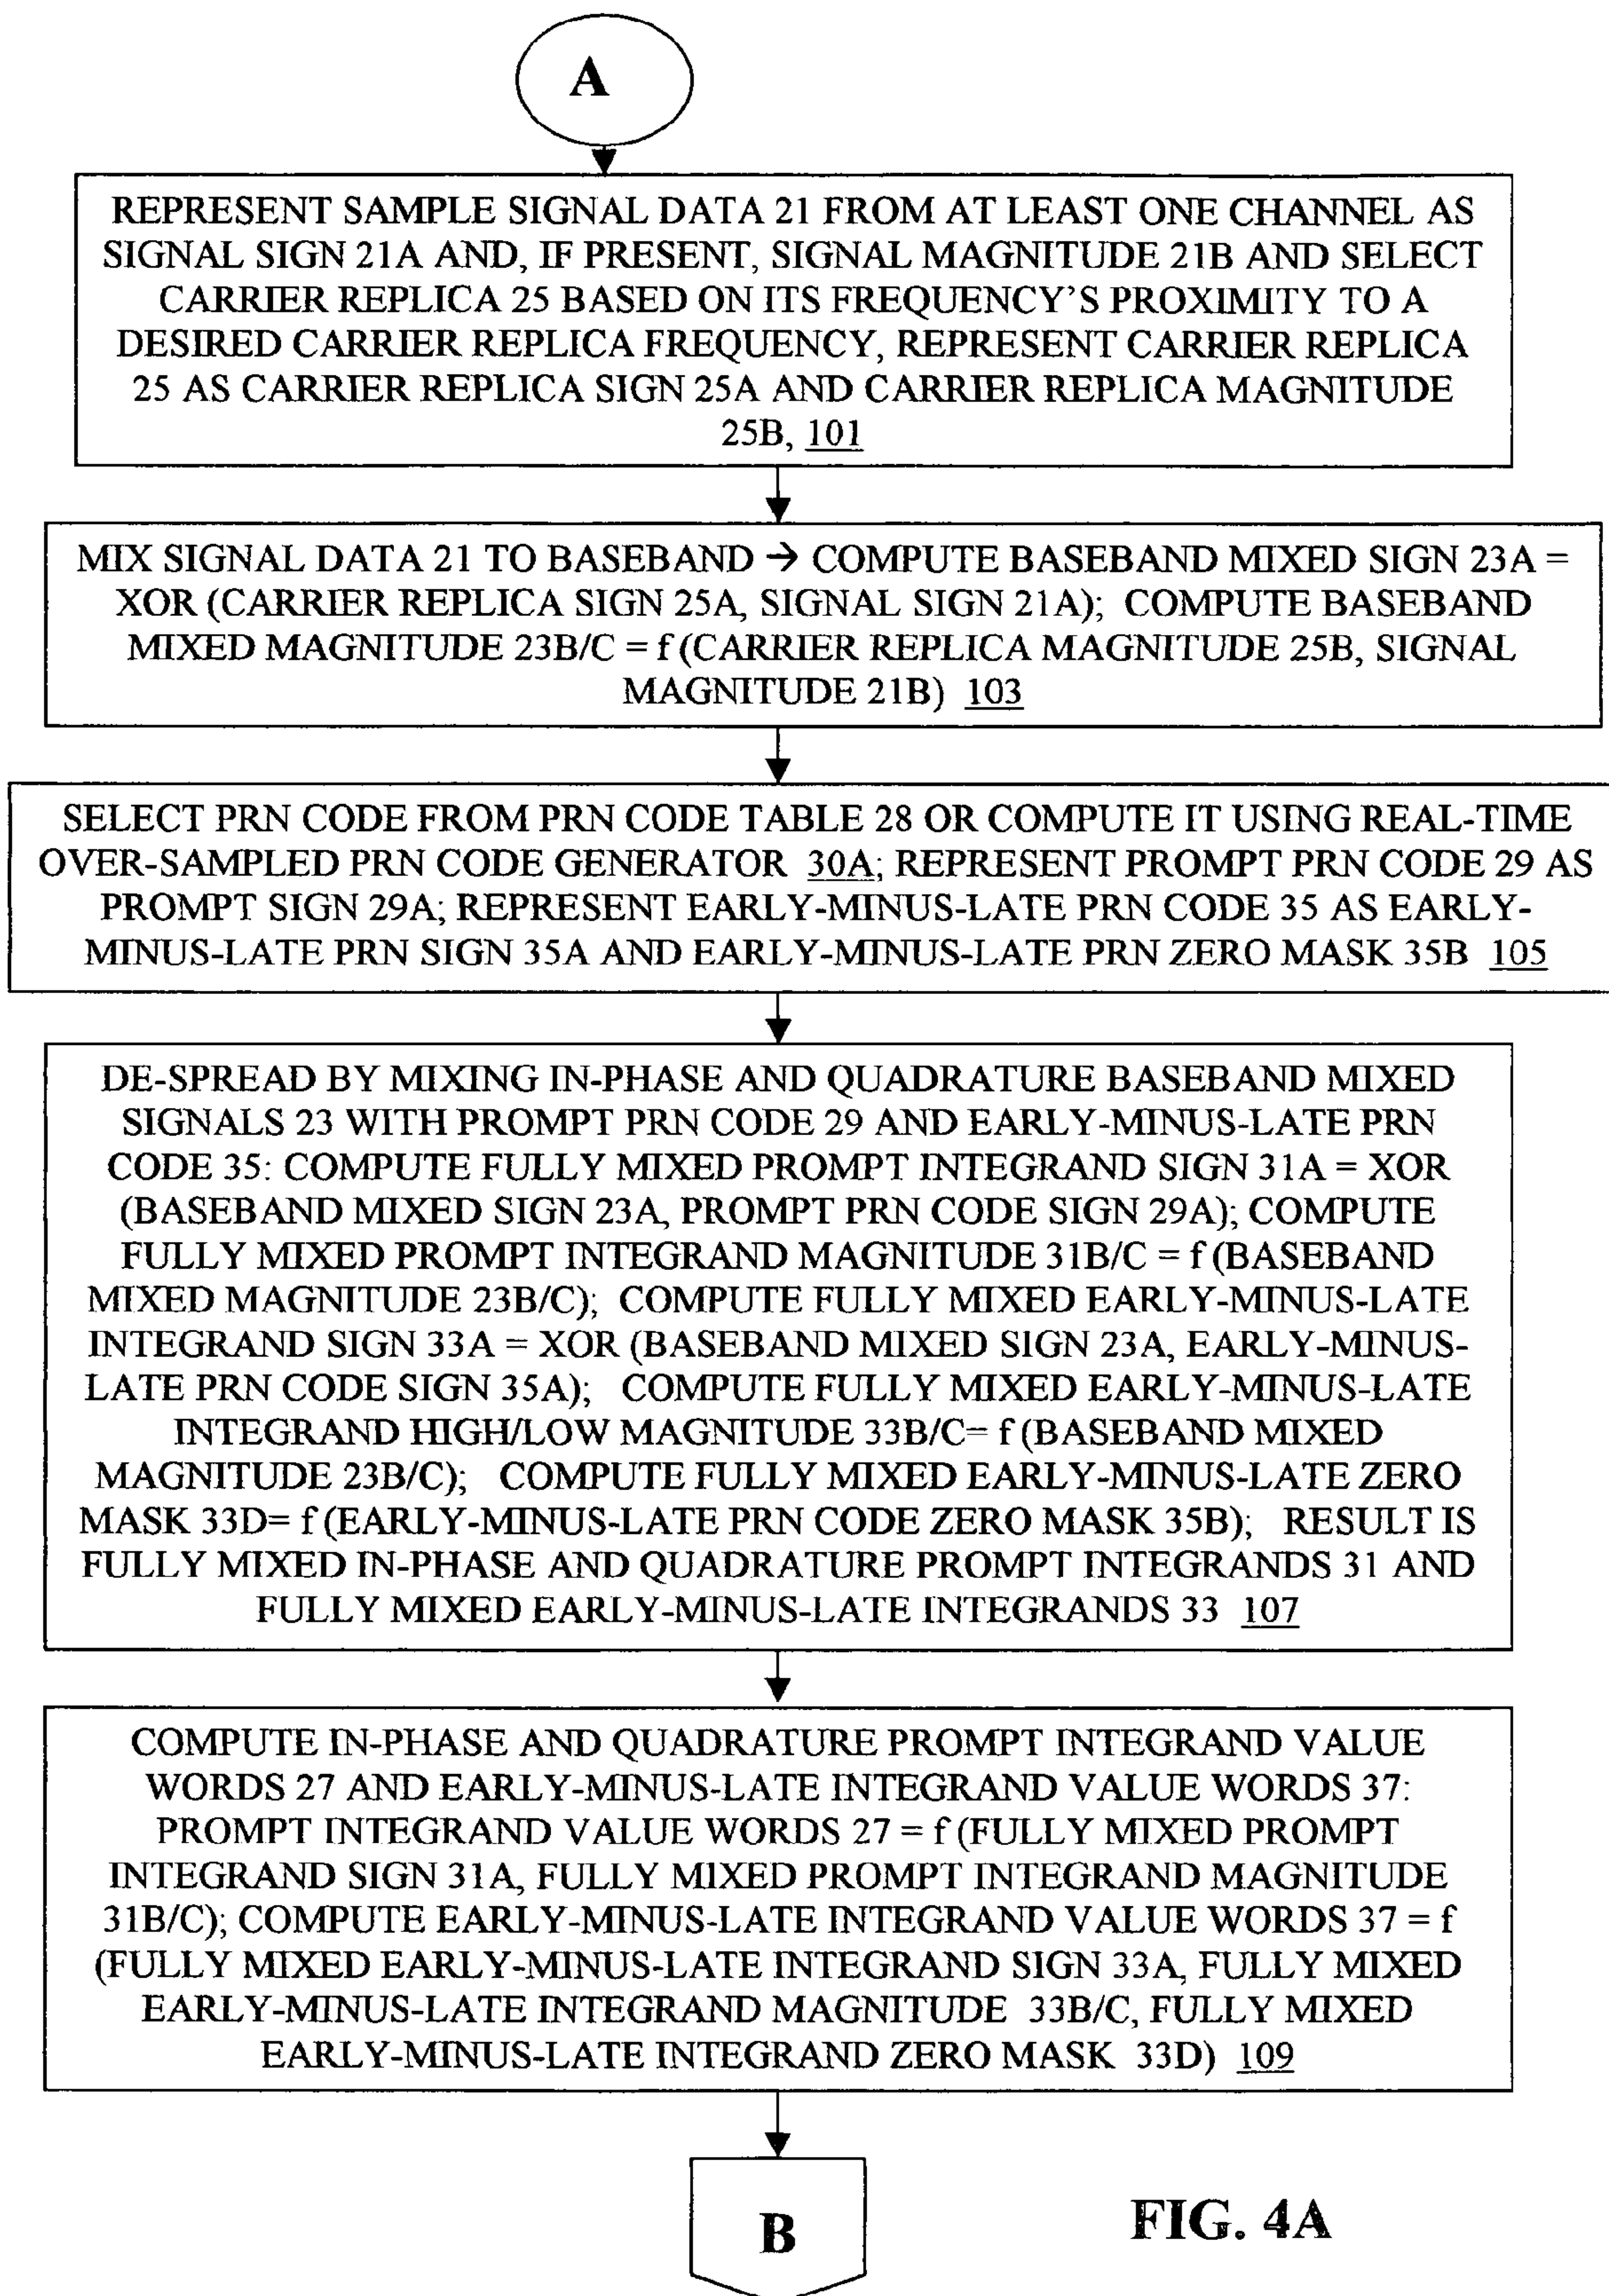 A
REPRESENT SAMPLE SIGNAL DATA 21 FROM AT LEAST ONE CHANNEL AS
SIGNAL SIGN 21A AND, IF PRESENT, SIGNAL MAGNITUDE 21B AND SELECT
CARRIER REPLICA 25 BASED ON ITS FREQUENCY'S PROXIMITY TO A
DESIRED CARRIER REPLICA FREQUENCY, REPRESENT CARRIER REPLICA
25 AS CARRIER REPLICA SIGN 25A AND CARRIER REPLICA MAGNITUDE
25B, 101
MIX SIGNAL DATA 21 TO BASEBAND → COMPUTE BASEBAND MIXED SIGN 23A =
XOR (CARRIER REPLICA SIGN 25A, SIGNAL SIGN 21A); COMPUTE BASEBAND
MIXED MAGNITUDE 23B/C = f (CARRIER REPLICA MAGNITUDE 25B, SIGNAL
MAGNITUDE 21B) 103
SELECT PRN CODE FROM PRN CODE TABLE 28 OR COMPUTE IT USING REAL-TIME
OVER-SAMPLED PRN CODE GENERATOR 30A; REPRESENT PROMPT PRN CODE 29 AS
PROMPT SIGN 29A; REPRESENT EARLY-MINUS-LATE PRN CODE 35 AS EARLY-
MINUS-LATE PRN SIGN 35A AND EARLY-MINUS-LATE PRN ZERO MASK 35B 105
DE-SPREAD BY MIXING IN-PHASE AND QUADRATURE BASEBAND MIXED
SIGNALS 23 WITH PROMPT PRN CODE 29 AND EARLY-MINUS-LATE PRN
CODE 35: COMPUTE FULLY MIXED PROMPT INTEGRAND SIGN 31A = XOR
(BASEBAND MIXED SIGN 23A, PROMPT PRN CODE SIGN 29A); COMPUTE
FULLY MIXED PROMPT INTEGRAND MAGNITUDE 31B/C = f (BASEBAND
MIXED MAGNITUDE 23B/C); COMPUTE FULLY MIXED EARLY-MINUS-LATE
INTEGRAND SIGN 33A = XOR (BASEBAND MIXED SIGN 23A, EARLY-MINUS-
LATE PRN CODE SIGN 35A); COMPUTE FULLY MIXED EARLY-MINUS-LATE
INTEGRAND HIGH/LOW MAGNITUDE 33B/C= f (BASEBAND MIXED
MAGNITUDE 23B/C); COMPUTE FULLY MIXED EARLY-MINUS-LATE ZERO
MASK 33D= f (EARLY-MINUS-LATE PRN CODE ZERO MASK 35B); RESULT IS
FULLY MIXED IN-PHASE AND QUADRATURE PROMPT INTEGRANDS 31 AND
FULLY MIXED EARLY-MINUS-LATE INTEGRANDS 33 107
COMPUTE IN-PHASE AND QUADRATURE PROMPT INTEGRAND VALUE
WORDS 27 AND EARLY-MINUS-LATE INTEGRAND VALUE WORDS 37:
PROMPT INTEGRAND VALUE WORDS 27 = f (FULLY MIXED PROMPT
INTEGRAND SIGN 31A, FULLY MIXED PROMPT INTEGRAND MAGNITUDE
31B/C); COMPUTE EARLY-MINUS-LATE INTEGRAND VALUE WORDS 37 = f
(FULLY MIXED EARLY-MINUS-LATE INTEGRAND SIGN 33A, FULLY MIXED
EARLY-MINUS-LATE INTEGRAND MAGNITUDE 33B/C, FULLY MIXED
EARLY-MINUS-LATE INTEGRAND ZERO MASK 33D) 109
B
FIG. 4A